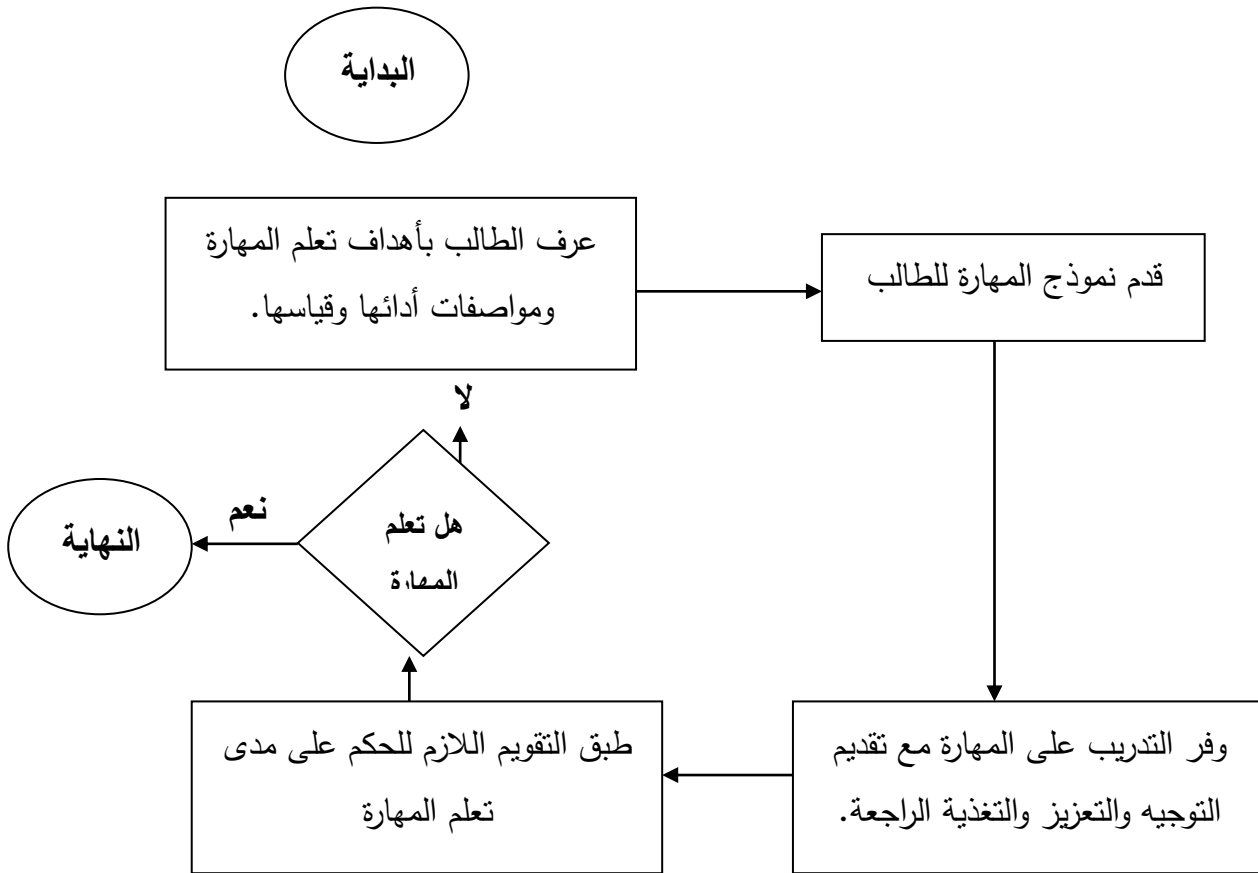 البداية
عرف الطالب بأهداف تعلم المهارة
ومواصفات أدائها وقياسها.
قدم نموذج المهارة للطالب
وفر التدريب على المهارة مع تقديم
التوجيه والتعزيز والتغذية الراجعة.
طبق التقويم اللازم للحكم على مدى
تعلم المهارة
هل تعلم
المهارة
لا
نعم
النهاية